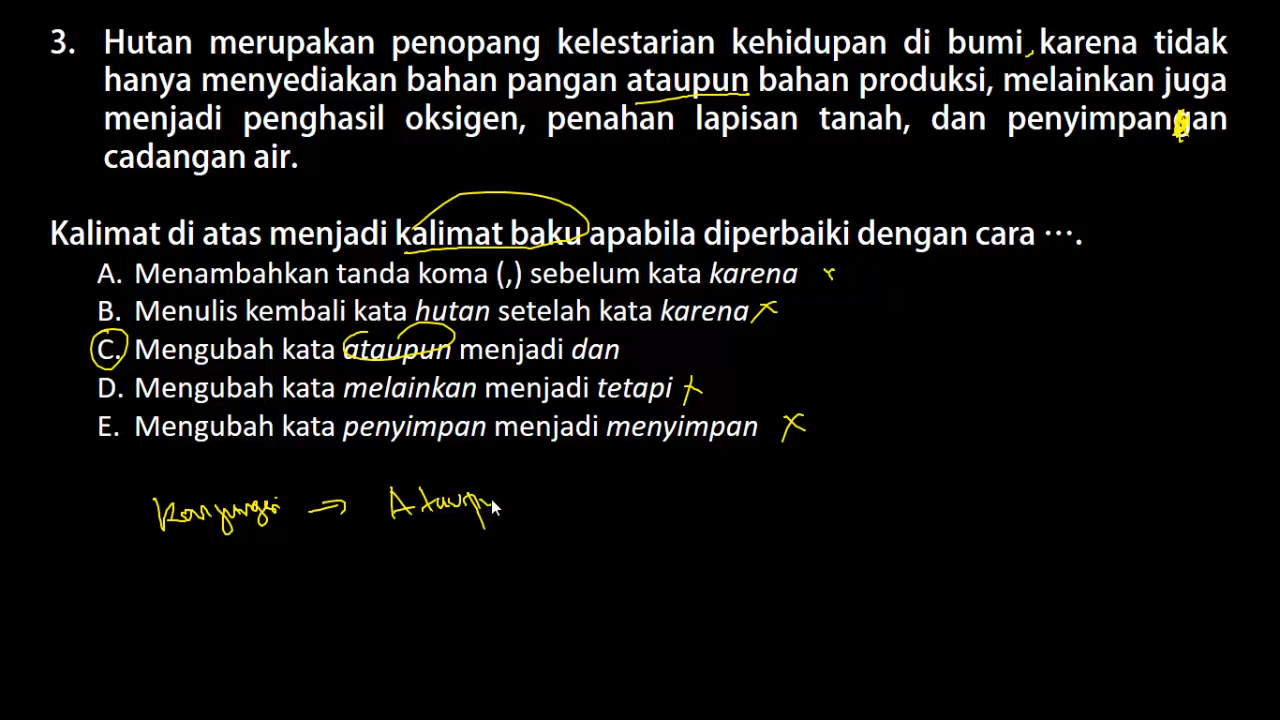 3. Hutan merupakan penopang kelestarian kehidupan di bumi, karena tidak
hanya menyediakan bahan pangan ataupun bahan produksi, melainkan juga
menjadi penghasil oksigen, penahan lapisan tanah, dan penyimpangan
cadangan air.
Kalimat di atas menjadi kalimat baku apabila diperbaiki dengan cara ….
A. Menambahkan tanda koma (,) sebelum kata karena x
B. Menulis kembali kata hutan setelah kata karena x
C. Mengubah kata ataupun menjadi dan
D. Mengubah kata melainkan menjadi tetapi x
E. Mengubah kata penyimpan menjadi menyimpan x
Konjungsi ⇒ Ataup